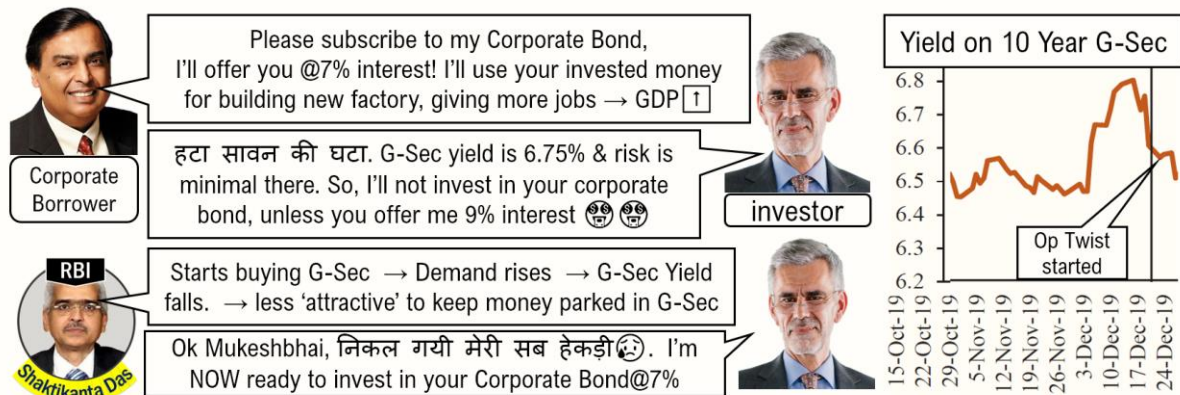 Please subscribe to my Corporate Bond,
I'll offer you @7% interest! I'll use your invested money
for building new factory, giving more jobs → GDP ↑
Corporate
Borrower
हटा सावन की घटा. G-Sec yield is 6.75% & risk is
minimal there. So, I'll not invest in your corporate
bond, unless you offer me 9% interest 🤑 🤑
investor
RBI
Shaktikanta Das
Starts buying G-Sec → Demand rises → G-Sec Yield
falls. → less 'attractive' to keep money parked in G-Sec
Ok Mukeshbhai, निकल गयी मेरी सब हेकड़ी😥. I'm
NOW ready to invest in your Corporate Bond@7%
Yield on 10 Year G-Sec
6.8
6.7
6.6
6.5
6.4
6.3
6.2
Op Twist
started
15-Oct-19
22-Oct-19
29-Oct-19
5-Nov-19
12-Nov-19
19-Nov-19
26-Nov-19
3-Dec-19
10-Dec-19
17-Dec-19
24-Dec-19